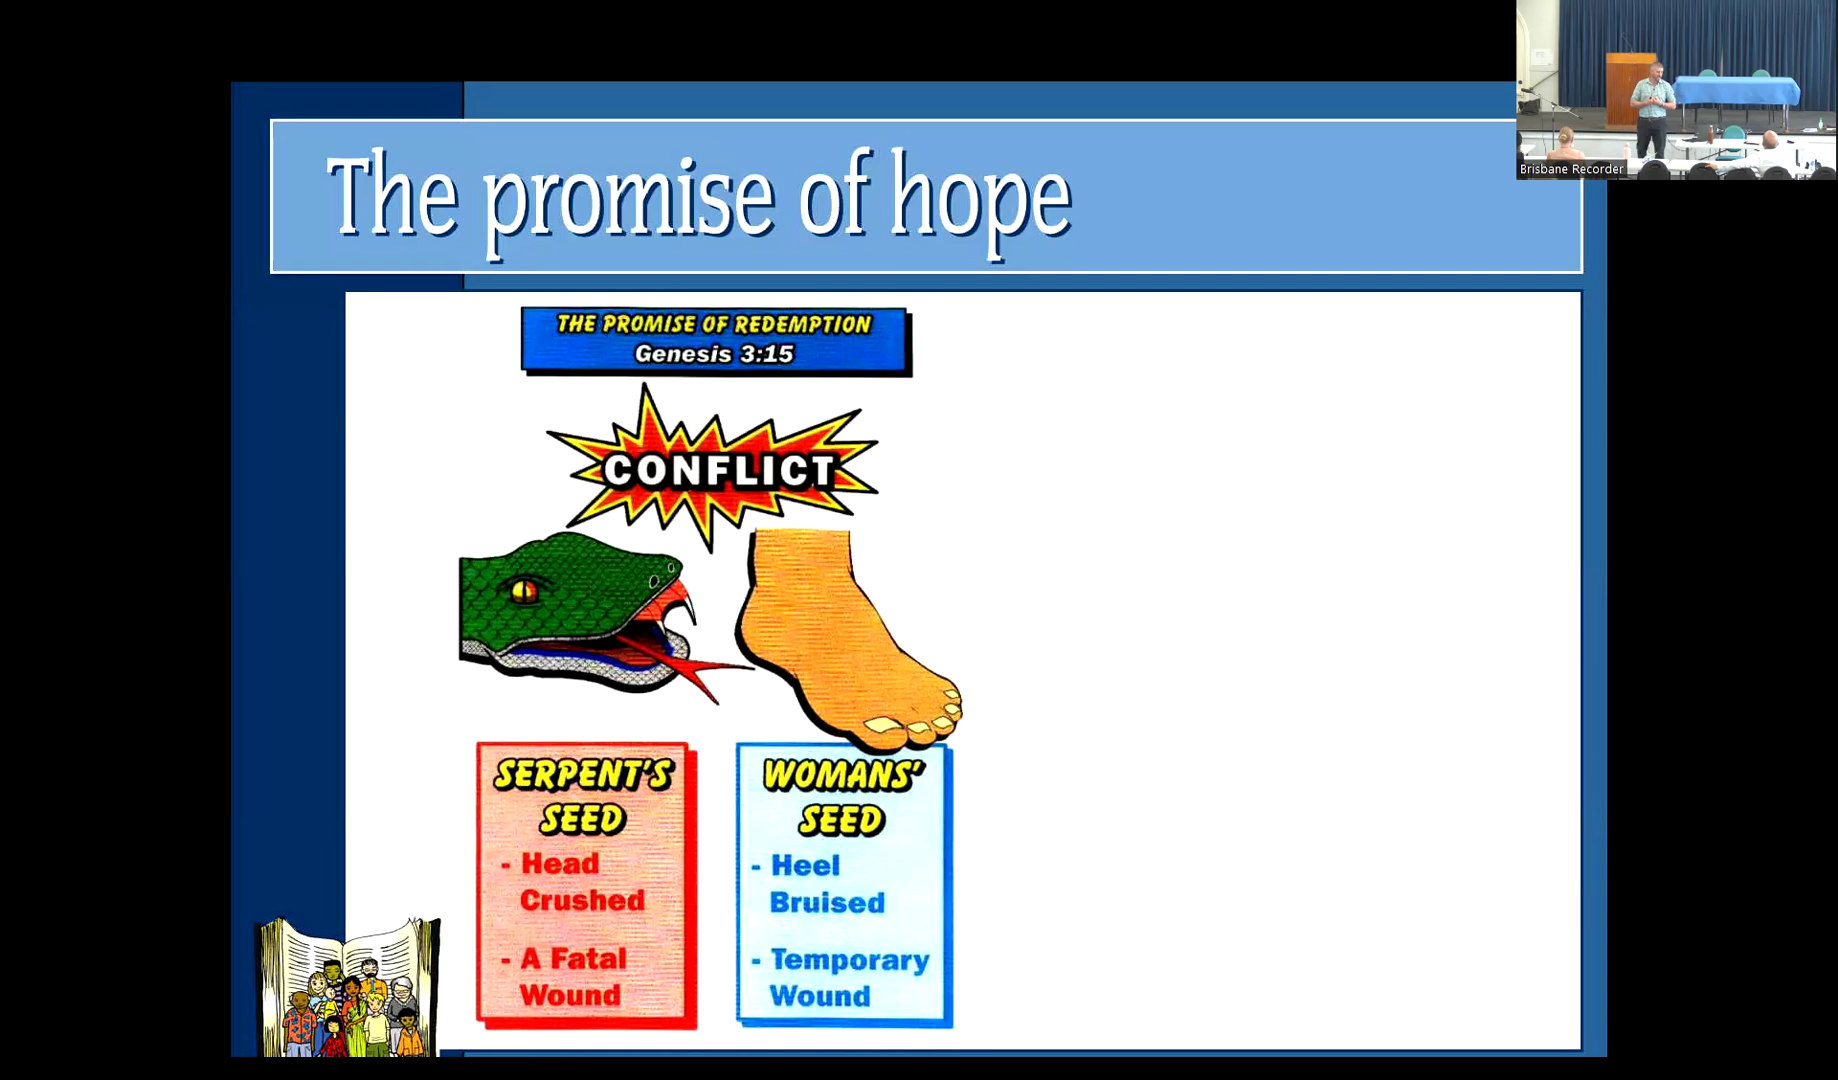 The promise of hope
Brisbane Recorder
THE PROMISE OF REDEMPTION
Genesis 3:15
CONFLICT
SERPENT'S
SEED
- Head
Crushed
- A Fatal
Wound
WOMANS'
SEED
- Heel
Bruised
- Temporary
Wound